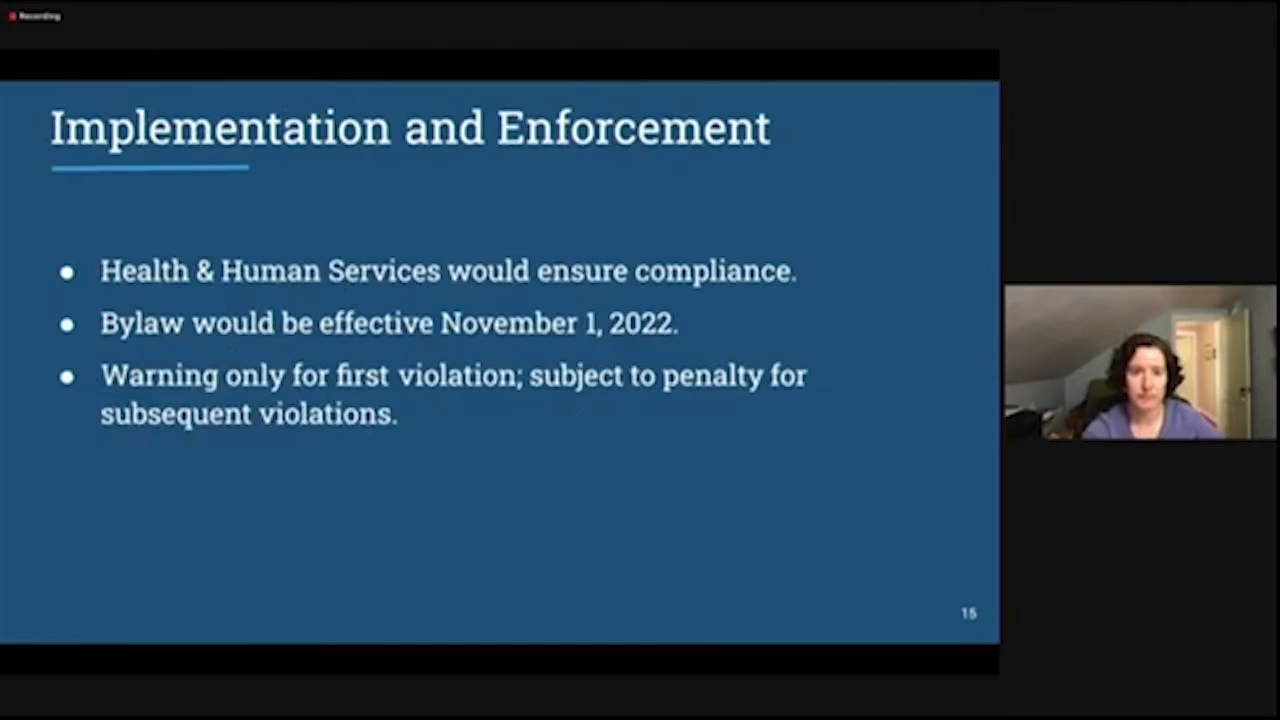 Recording
Implementation and Enforcement
● Health & Human Services would ensure compliance.
● Bylaw would be effective November 1, 2022.
● Warning only for first violation; subject to penalty for
subsequent violations.
15